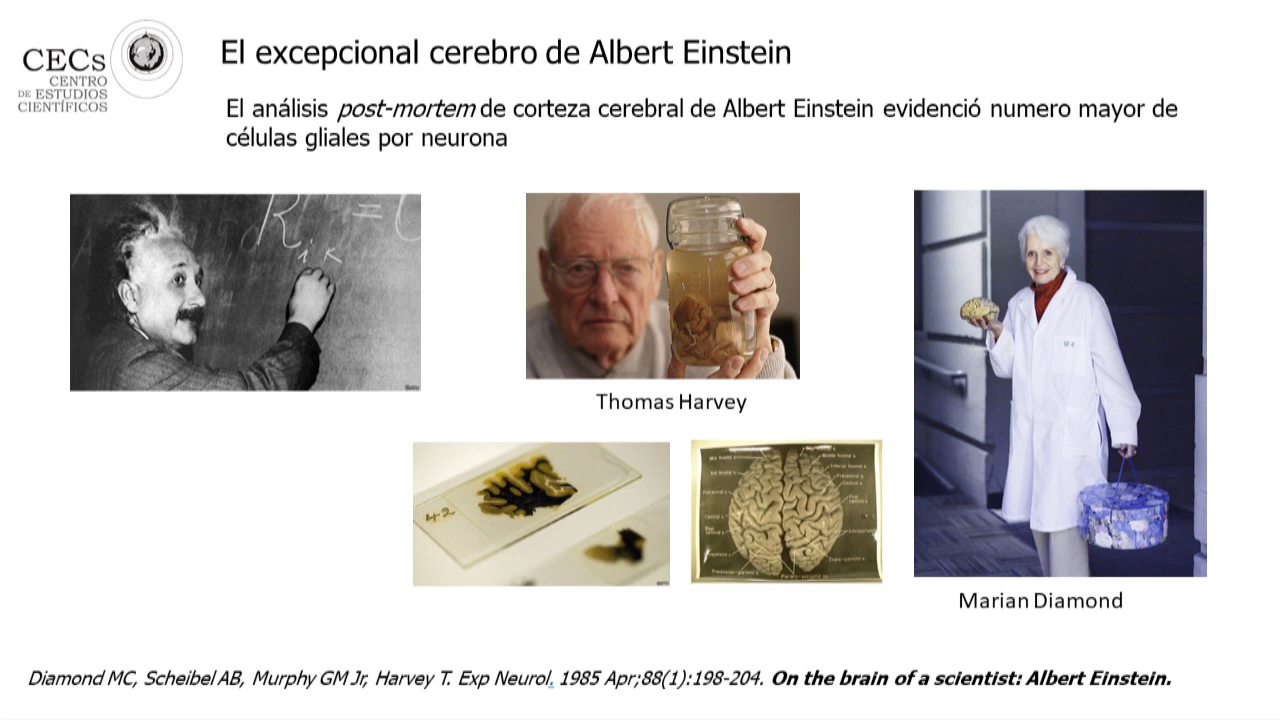 CECs
CENTRO
DE ESTUDIOS
CIENTÍFICOS
El excepcional cerebro de Albert Einstein
El análisis post-mortem de corteza cerebral de Albert Einstein evidenció numero mayor de
células gliales por neurona
R i k = 0
Thomas Harvey
42
Marian Diamond
Diamond MC, Scheibel AB, Murphy GM Jr, Harvey T. Exp Neurol. 1985 Apr;88(1):198-204. On the brain of a scientist: Albert Einstein.